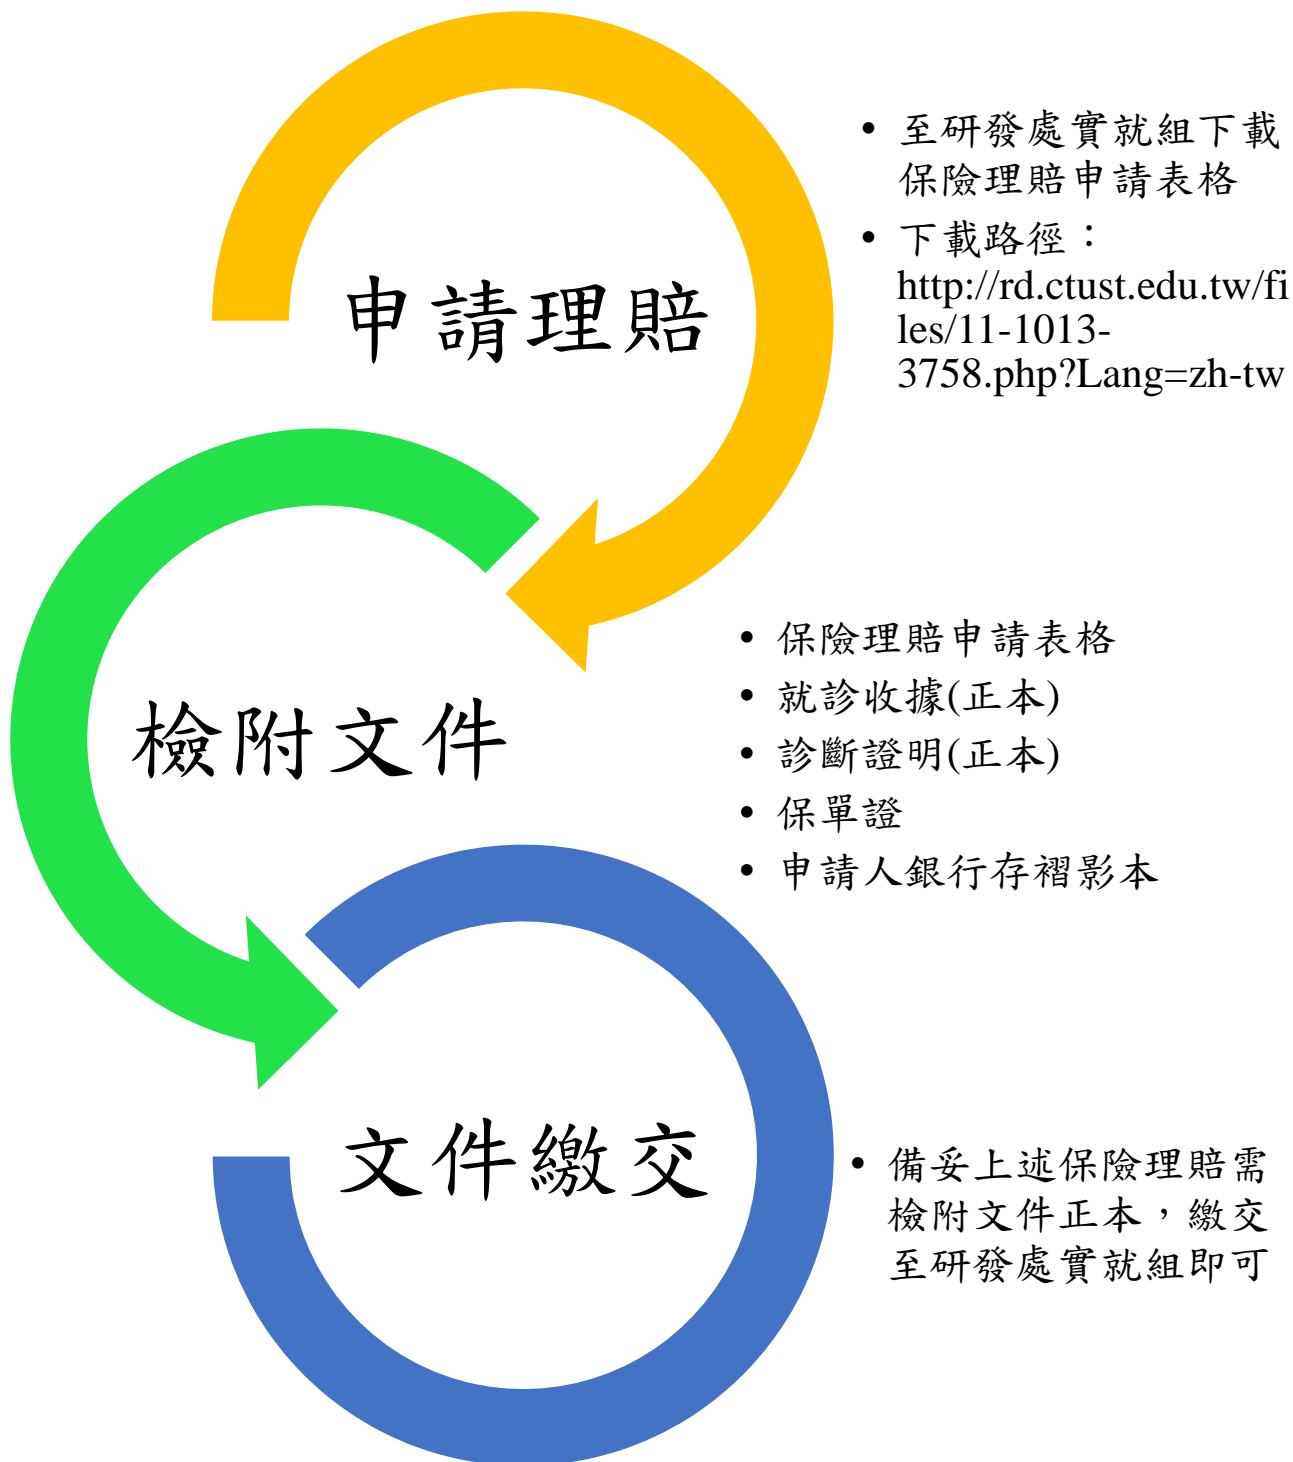 申請理賠
• 至研發處實就組下載
保險理賠申請表格
• 下載路徑：
http://rd.ctust.edu.tw/fi
les/11-1013-
3758.php?Lang=zh-tw
檢附文件
• 保險理賠申請表格
• 就診收據(正本)
• 診斷證明(正本)
• 保單證
• 申請人銀行存褶影本
文件繳交
• 備妥上述保險理賠需
檢附文件正本，繳交
至研發處實就組即可